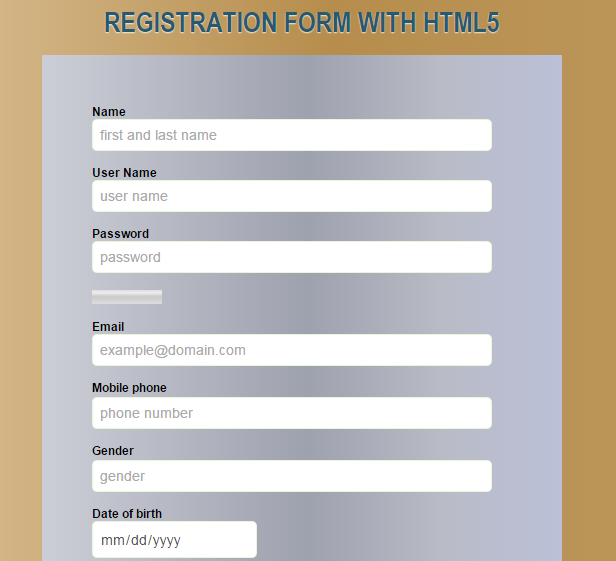 REGISTRATION FORM WITH HTML5
Name
first and last name
User Name
user name
Password
password
Email
example@domain.com
Mobile phone
phone number
Gender
gender
Date of birth
mm/dd/yyyy